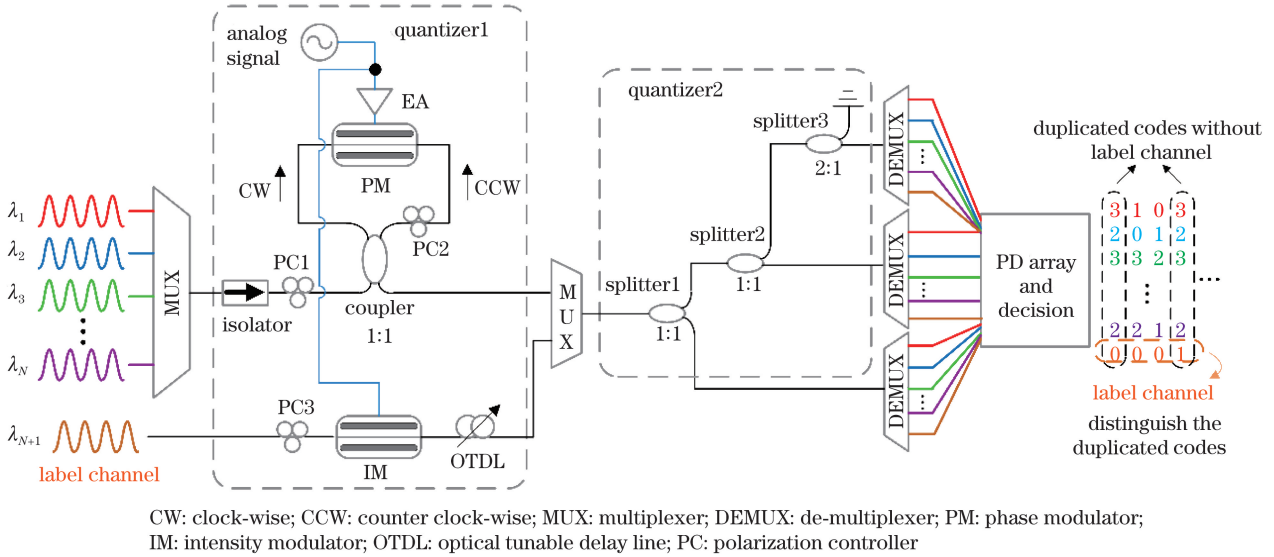 analog
signal
quantizer1
EA
PM
CW
CCW
PC2
λ1
λ2
λ3
λN
MUX
isolator
PC1
coupler
1:1
λN+1
label channel
PC3
IM
OTDL
MUX
quantizer2
splitter1
1:1
splitter2
1:1
splitter3
2:1
DEMUX
DEMUX
DEMUX
PD array
and
decision
duplicated codes without
label channel
3 1 0 3
2 0 1 2
3 3 2 3
2 2 1 2
0 0 0 1
label channel
distinguish the
duplicated codes
CW: clock-wise; CCW: counter clock-wise; MUX: multiplexer; DEMUX: de-multiplexer; PM: phase modulator;
IM: intensity modulator; OTDL: optical tunable delay line; PC: polarization controller